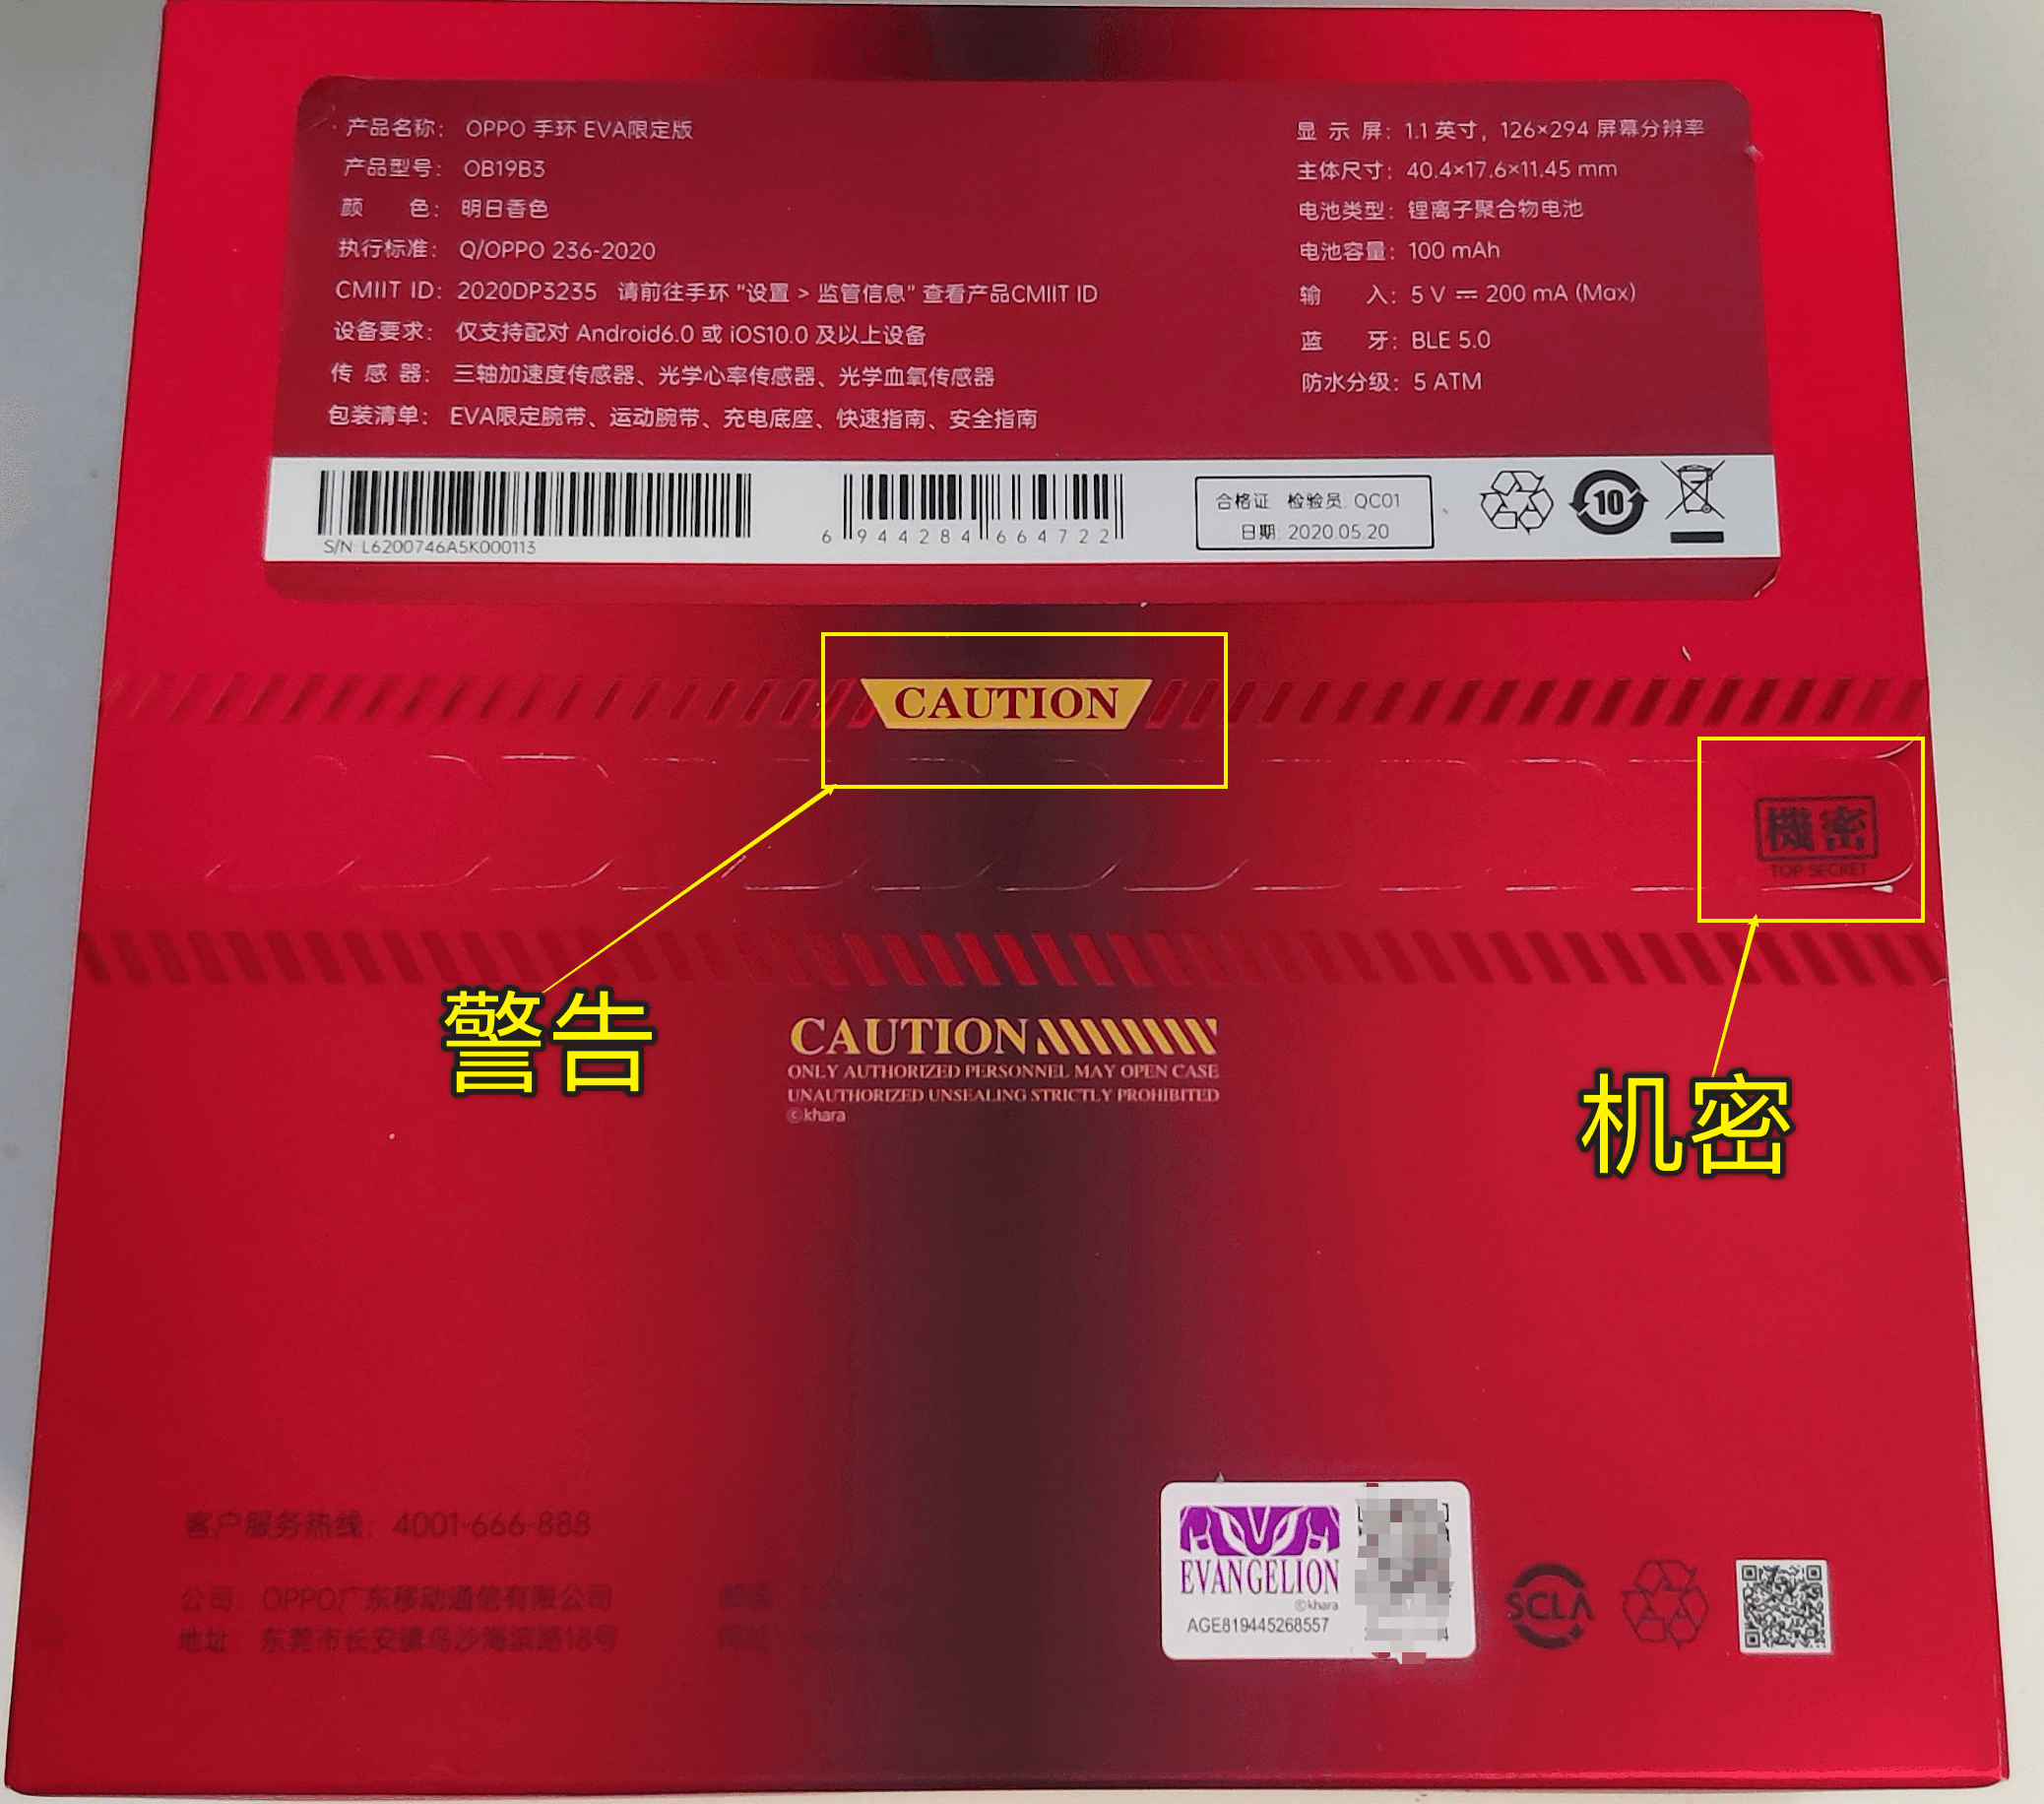 产品名称： OPPO 手环 EVA限定版
产品型号： OB19B3
颜 色： 明日香色
执行标准： Q/OPPO 236-2020
CMIIT ID： 2020DP3235 请前往手环 "设置 > 监管信息" 查看产品CMIIT ID
设备要求： 仅支持配对 Android6.0 或 iOS10.0 及以上设备
传 感 器： 三轴加速度传感器、光学心率传感器、光学血氧传感器
包装清单： EVA限定腕带、运动腕带、充电底座、快速指南、安全指南
显 示 屏： 1.1 英寸，126×294 屏幕分辨率
主体尺寸： 40.4×17.6×11.45 mm
电池类型： 锂离子聚合物电池
电池容量： 100 mAh
输 入： 5 V ⎓ 200 mA (Max)
蓝 牙： BLE 5.0
防水分级： 5 ATM
S/N: L6200746A5K000113
6 944284 664722
合格证 检验员: QC01
日期: 2020.05.20
10
CAUTION
機密
TOP SECRET
警告
机密
CAUTION
ONLY AUTHORIZED PERSONNEL MAY OPEN CASE
UNAUTHORIZED UNSEALING STRICTLY PROHIBITED
©khara
客户服务热线：4001-666-888
公司： OPPO广东移动通信有限公司
地址： 东莞市长安镇乌沙海滨路18号
EVANGELION
©khara
AGE819445268557
SCLA